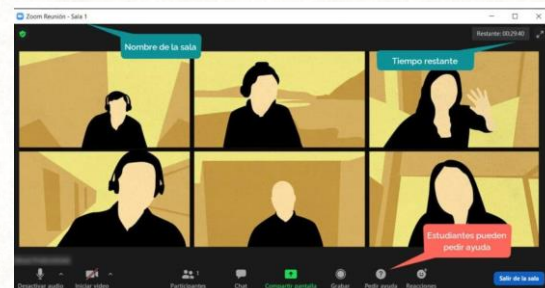 Zoom Reunión - Sala 1
Nombre de la sala
Restante: 00:29:40
Tiempo restante
Estudiantes pueden
pedir ayuda
Desactivar audio
Iniciar video
1
Participantes
Chat
Compartir pantalla
Grabar
Pedir ayuda
Reacciones
Salir de la sala